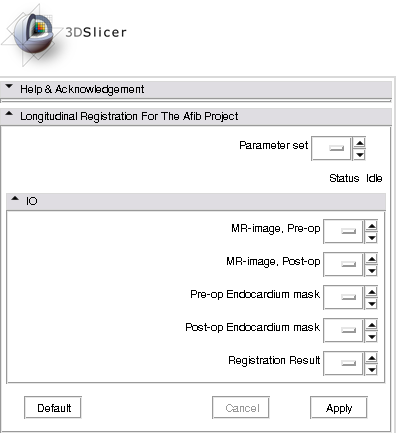 3DSlicer
Help & Acknowledgement
Longitudinal Registration For The Afib Project
Parameter set
Status Idle
IO
MR-image, Pre-op
MR-image, Post-op
Pre-op Endocardium mask
Post-op Endocardium mask
Registration Result
Default Cancel Apply